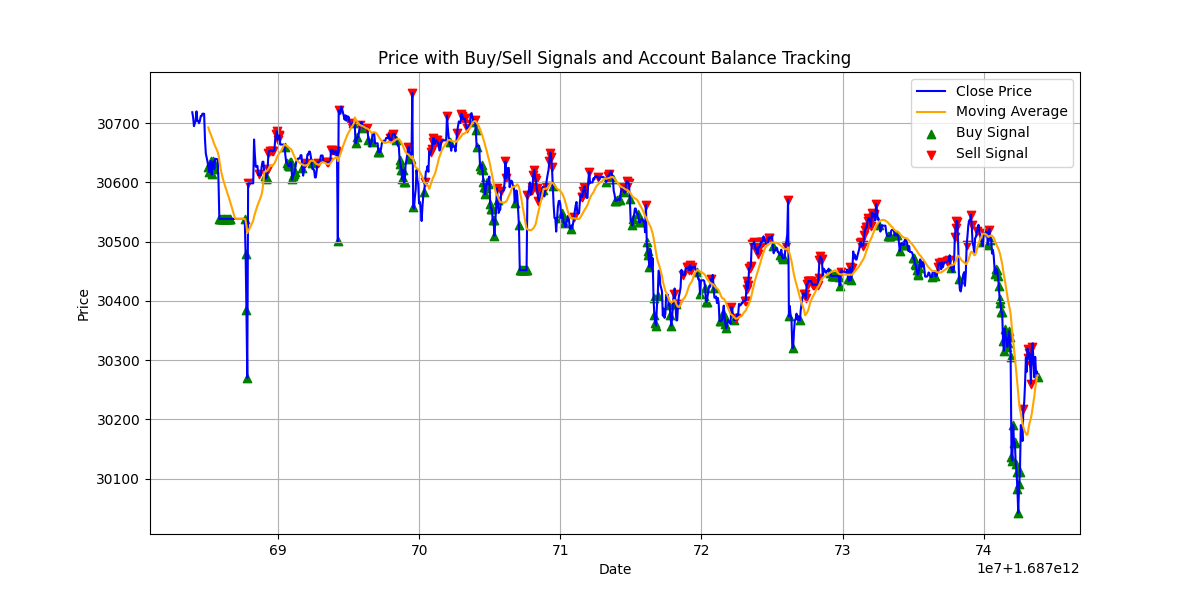 Price with Buy/Sell Signals and Account Balance Tracking
Close Price
Moving Average
Buy Signal
Sell Signal
30700
30600
30500
30400
30300
30200
30100
Price
69 70 71 72 73 74
1e7+1.687e12
Date